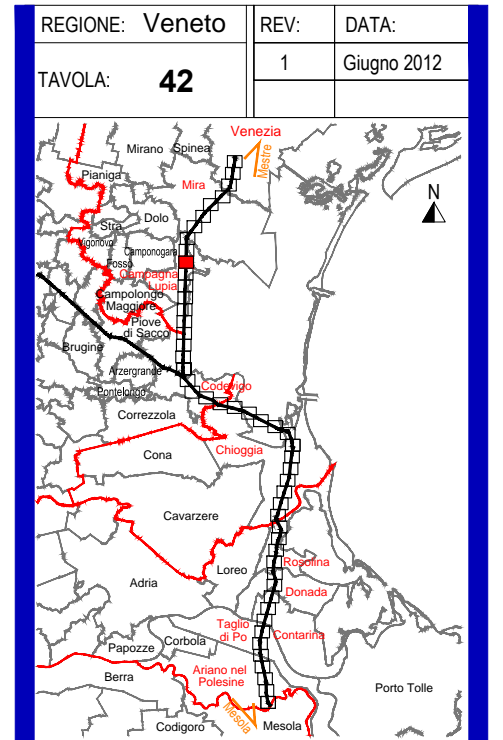 REGIONE: Veneto
REV:
DATA:
TAVOLA: 42
1
Giugno 2012
Venezia
Mestre
Mirano
Spinea
Pianiga
Mira
N
Dolo
Stra
Vigonovo
Camponogara
Fossò
Campagna
Lupia
Campolongo
Maggiore
Piove
di Sacco
Brugine
Arzergrande
Codevigo
Pontelongo
Correzzola
Chioggia
Cona
Cavarzere
Rosolina
Loreo
Adria
Donada
Taglio
di Po
Contarina
Corbola
Papozze
Ariano nel
Polesine
Berra
Porto Tolle
Mesola
Mesola
Codigoro